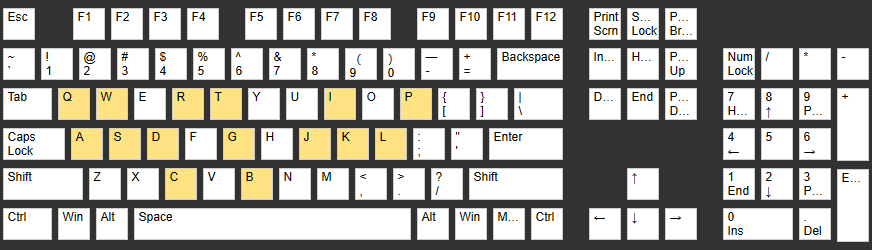 Esc F1 F2 F3 F4 F5 F6 F7 F8 F9 F10 F11 F12 Print Scrn S... Lock P... Br...
~ ` ! 1 @ 2 # 3 $ 4 % 5 ^ 6 & 7 * 8 ( 9 ) 0 — - + = Backspace In... H... P... Up Num Lock / * -
Tab Q W E R T Y U I O P { [ } ] | \ D... End P... D... 7 H... 8 ↑ 9 P... +
Caps Lock A S D F G H J K L : ; " ' Enter 4 ← 5 6 →
Shift Z X C V B N M < , > . ? / Shift ↑ 1 End 2 ↓ 3 P... E...
Ctrl Win Alt Space Alt Win M... Ctrl ← ↓ → 0 Ins . Del